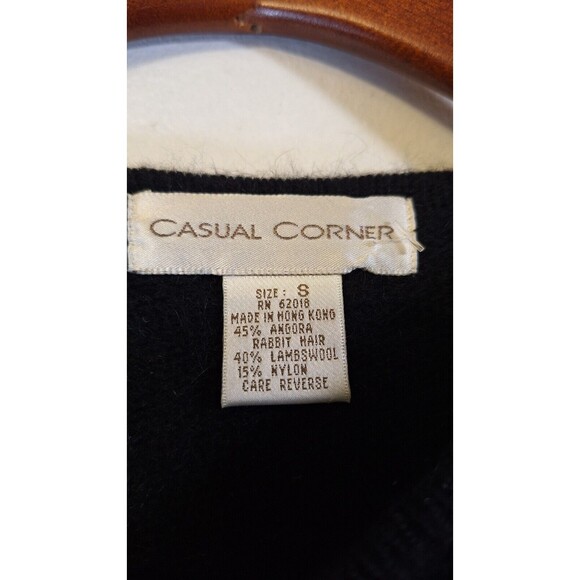 CASUAL CORNER
SIZE: S
RN 62018
MADE IN HONG KONG
45% ANGORA
RABBIT HAIR
40% LAMBSWOOL
15% NYLON
CARE REVERSE